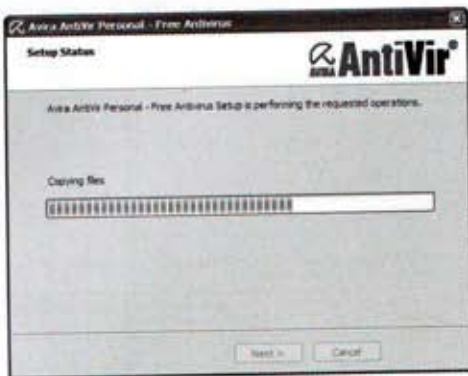 Avira AntiVir Personal - Free Antivirus
Setup Status
AVIRA AntiVir®
Avira AntiVir Personal - Free Antivirus Setup is performing the requested operations.
Copying files
Next > Cancel